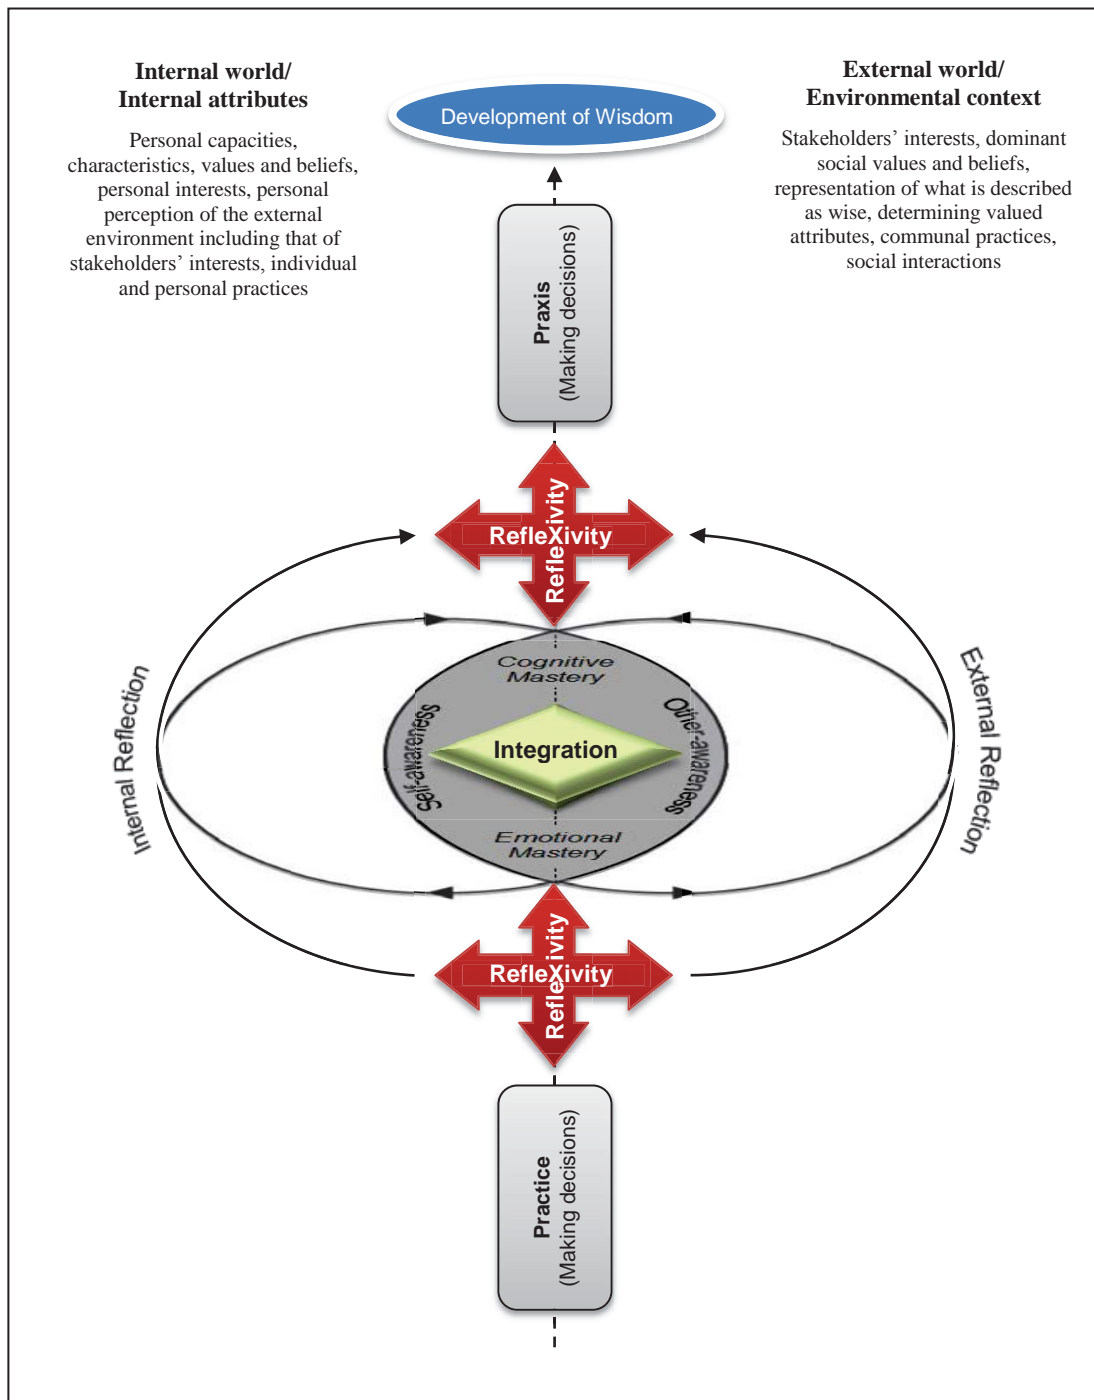 Internal world/
Internal attributes
Personal capacities,
characteristics, values and beliefs,
personal interests, personal
perception of the external
environment including that of
stakeholders’ interests, individual
and personal practices
Development of Wisdom
External world/
Environmental context
Stakeholders’ interests, dominant
social values and beliefs,
representation of what is described
as wise, determining valued
attributes, communal practices,
social interactions
Praxis
(Making decisions)
RefleXivity
RefleXivity
Internal Reflection
Cognitive
Mastery
Self-awareness
Integration
Other-awareness
Emotional
Mastery
External Reflection
RefleXivity
RefleXivity
Practice
(Making decisions)